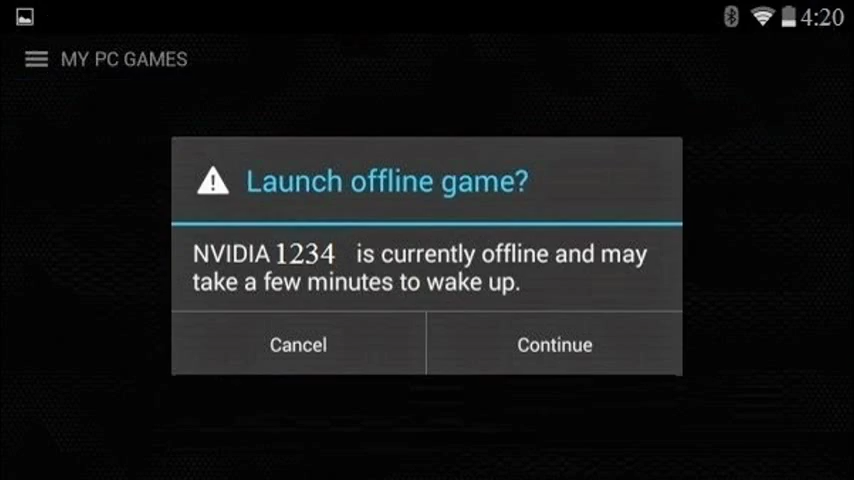 4:20
MY PC GAMES
Launch offline game?
NVIDIA 1234 is currently offline and may
take a few minutes to wake up.
Cancel
Continue